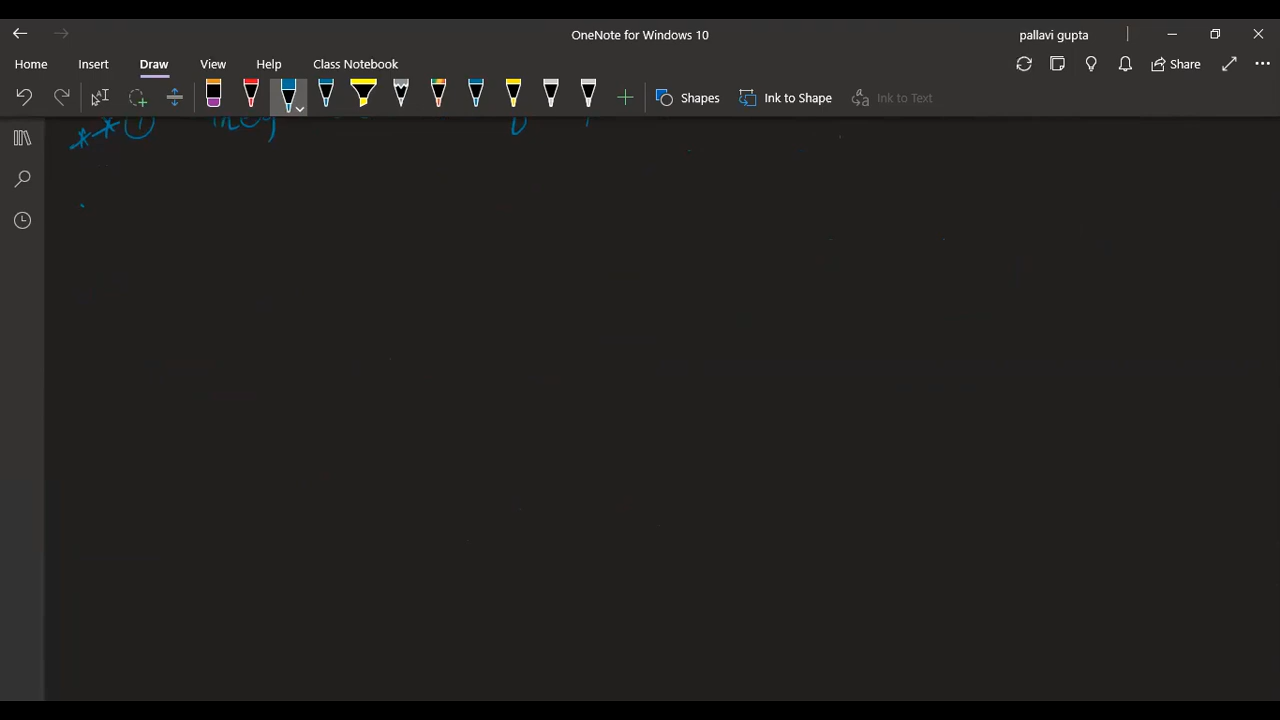 OneNote for Windows 10
pallavi gupta
Home Insert Draw View Help Class Notebook
Share
Shapes
Ink to Shape
Ink to Text
**①